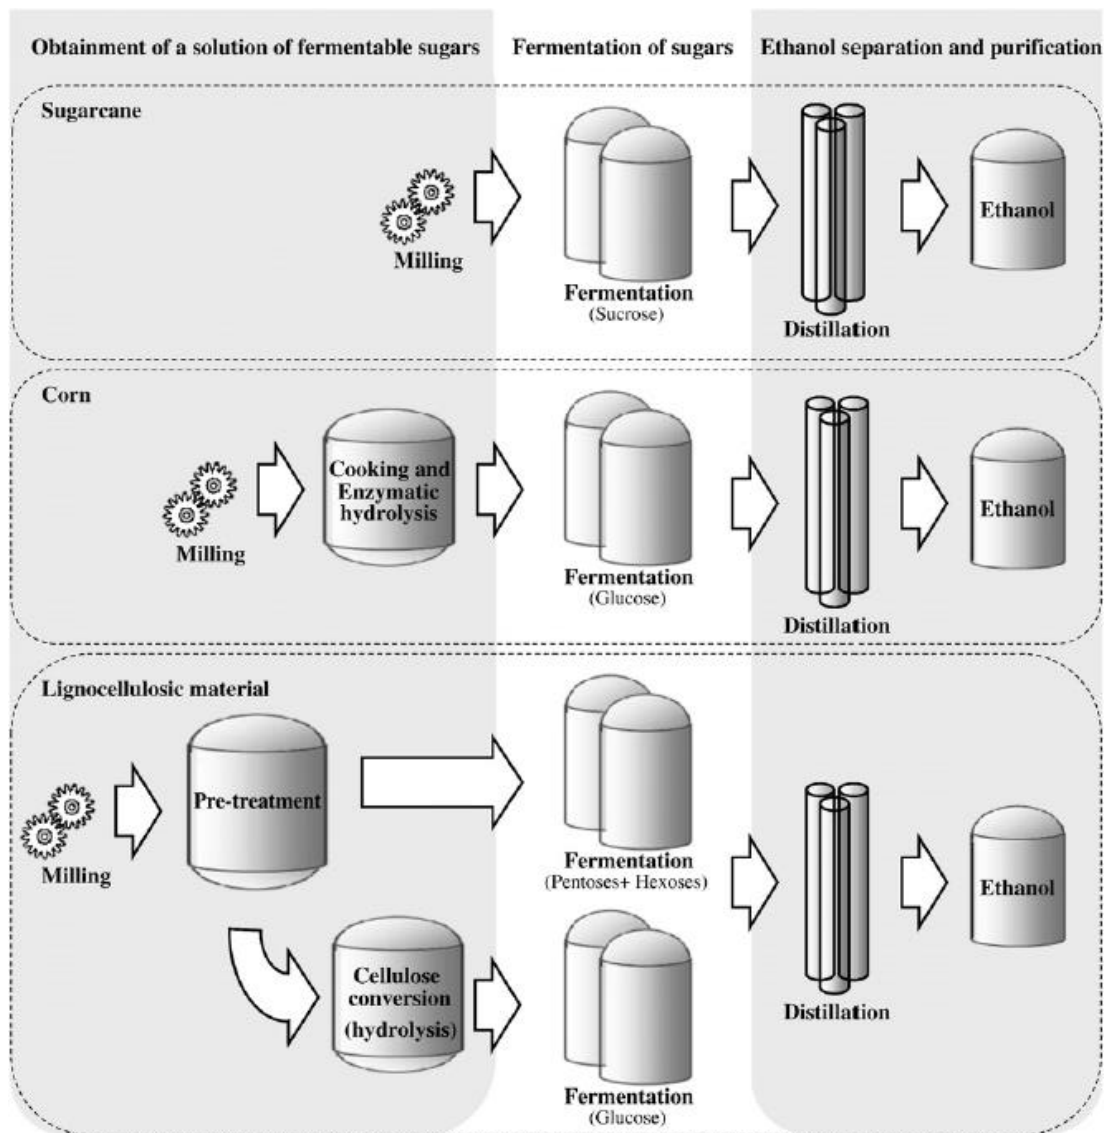 Obtainment of a solution of fermentable sugars
Fermentation of sugars
Ethanol separation and purification
Sugarcane
Milling
Fermentation
(Sucrose)
Distillation
Ethanol
Corn
Milling
Cooking and
Enzymatic
hydrolysis
Fermentation
(Glucose)
Distillation
Ethanol
Lignocellulosic material
Milling
Pre-treatment
Fermentation
(Pentoses+ Hexoses)
Cellulose
conversion
(hydrolysis)
Fermentation
(Glucose)
Distillation
Ethanol